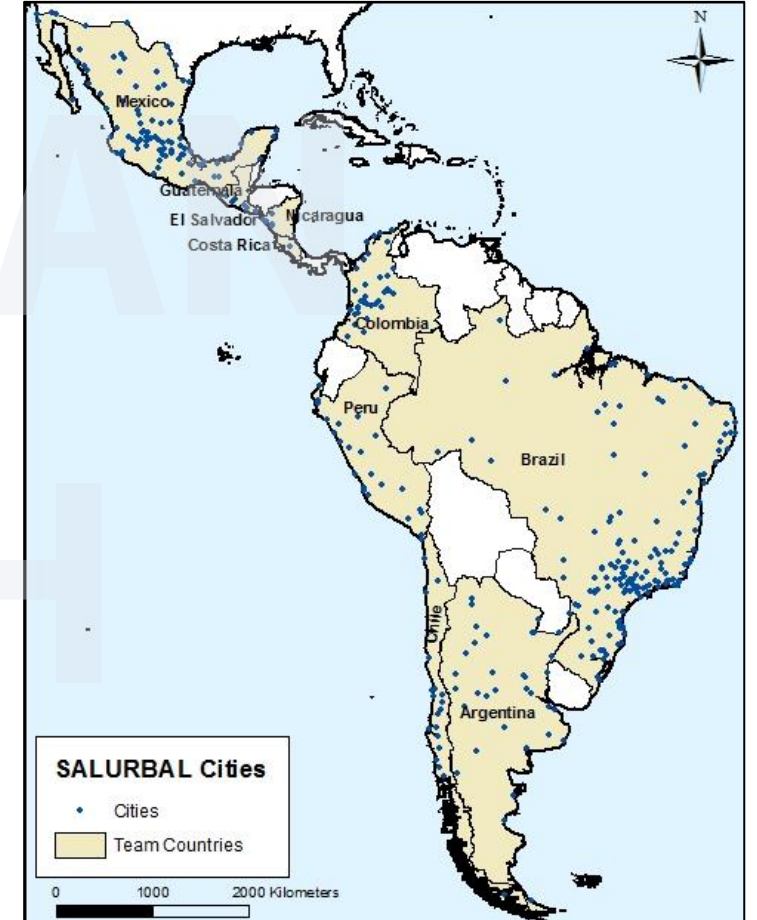 N
Mexico
Guatemala
El Salvador
Nicaragua
Costa Rica
Colombia
Peru
Brazil
Chile
Argentina
SALURBAL Cities
Cities
Team Countries
0 1000 2000 Kilometers
AN
H